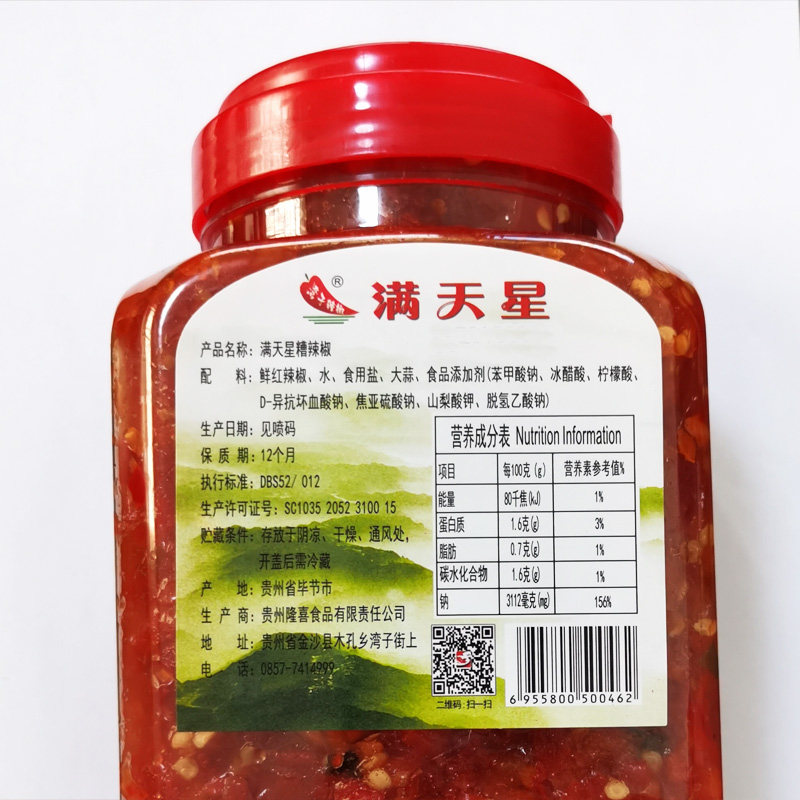 ®
满天星
产品名称：满天星糟辣椒
配 料：鲜红辣椒、水、食用盐、大蒜、食品添加剂(苯甲酸钠、冰醋酸、柠檬酸、
D-异抗坏血酸钠、焦亚硫酸钠、山梨酸钾、脱氢乙酸钠)
生产日期：见喷码
保 质 期：12个月
执行标准：DBS52/ 012
生产许可证号：SC1035 2052 3100 15
贮藏条件：存放于阴凉、干燥、通风处，
开盖后需冷藏
产 地：贵州省毕节市
生 产 商：贵州隆喜食品有限责任公司
地 址：贵州省金沙县木孔乡湾子街上
电 话：0857-7414999
营养成分表 Nutrition Information
项目 每100克(g) 营养素参考值%
能量 80千焦(kJ) 1%
蛋白质 1.6克(g) 3%
脂肪 0.7克(g) 1%
碳水化合物 1.6克(g) 1%
钠 3112毫克(mg) 156%
二维码：扫一扫
6 955800 500462